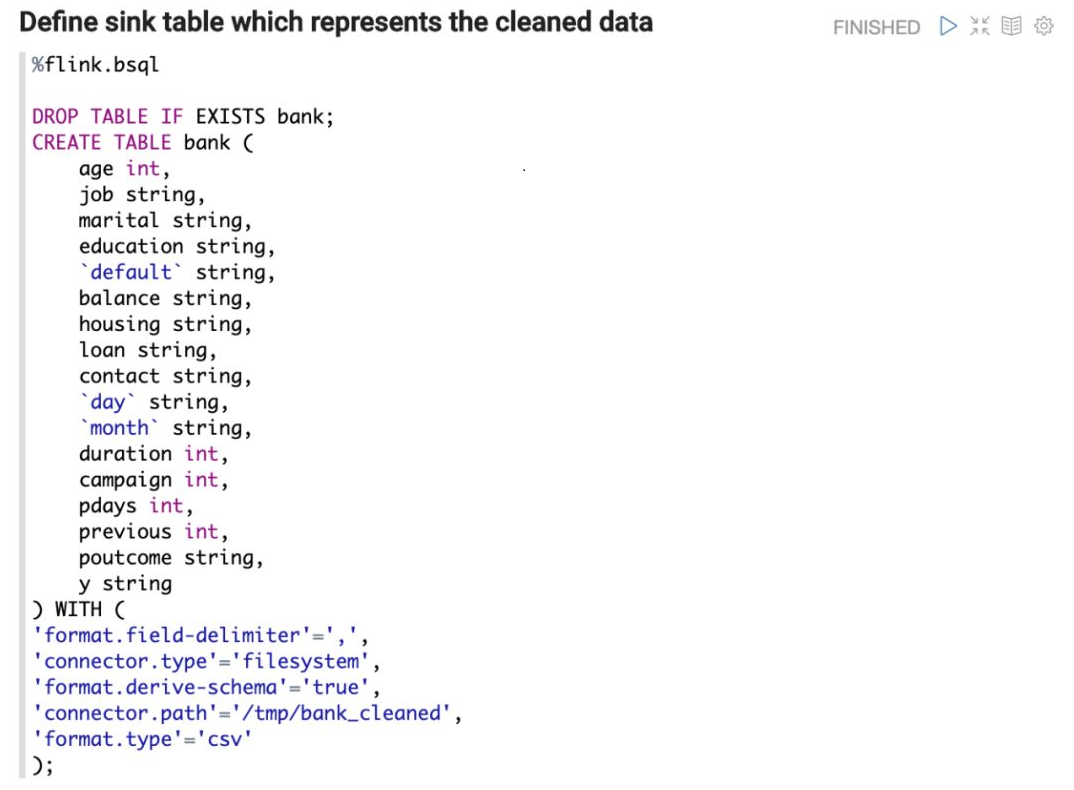 Define sink table which represents the cleaned data
FINISHED
%flink.bsql
DROP TABLE IF EXISTS bank;
CREATE TABLE bank (
    age int,
    job string,
    marital string,
    education string,
    `default` string,
    balance string,
    housing string,
    loan string,
    contact string,
    `day` string,
    `month` string,
    duration int,
    campaign int,
    pdays int,
    previous int,
    poutcome string,
    y string
) WITH (
'format.field-delimiter'=',',
'connector.type'='filesystem',
'format.derive-schema'='true',
'connector.path'='/tmp/bank_cleaned',
'format.type'='csv'
);